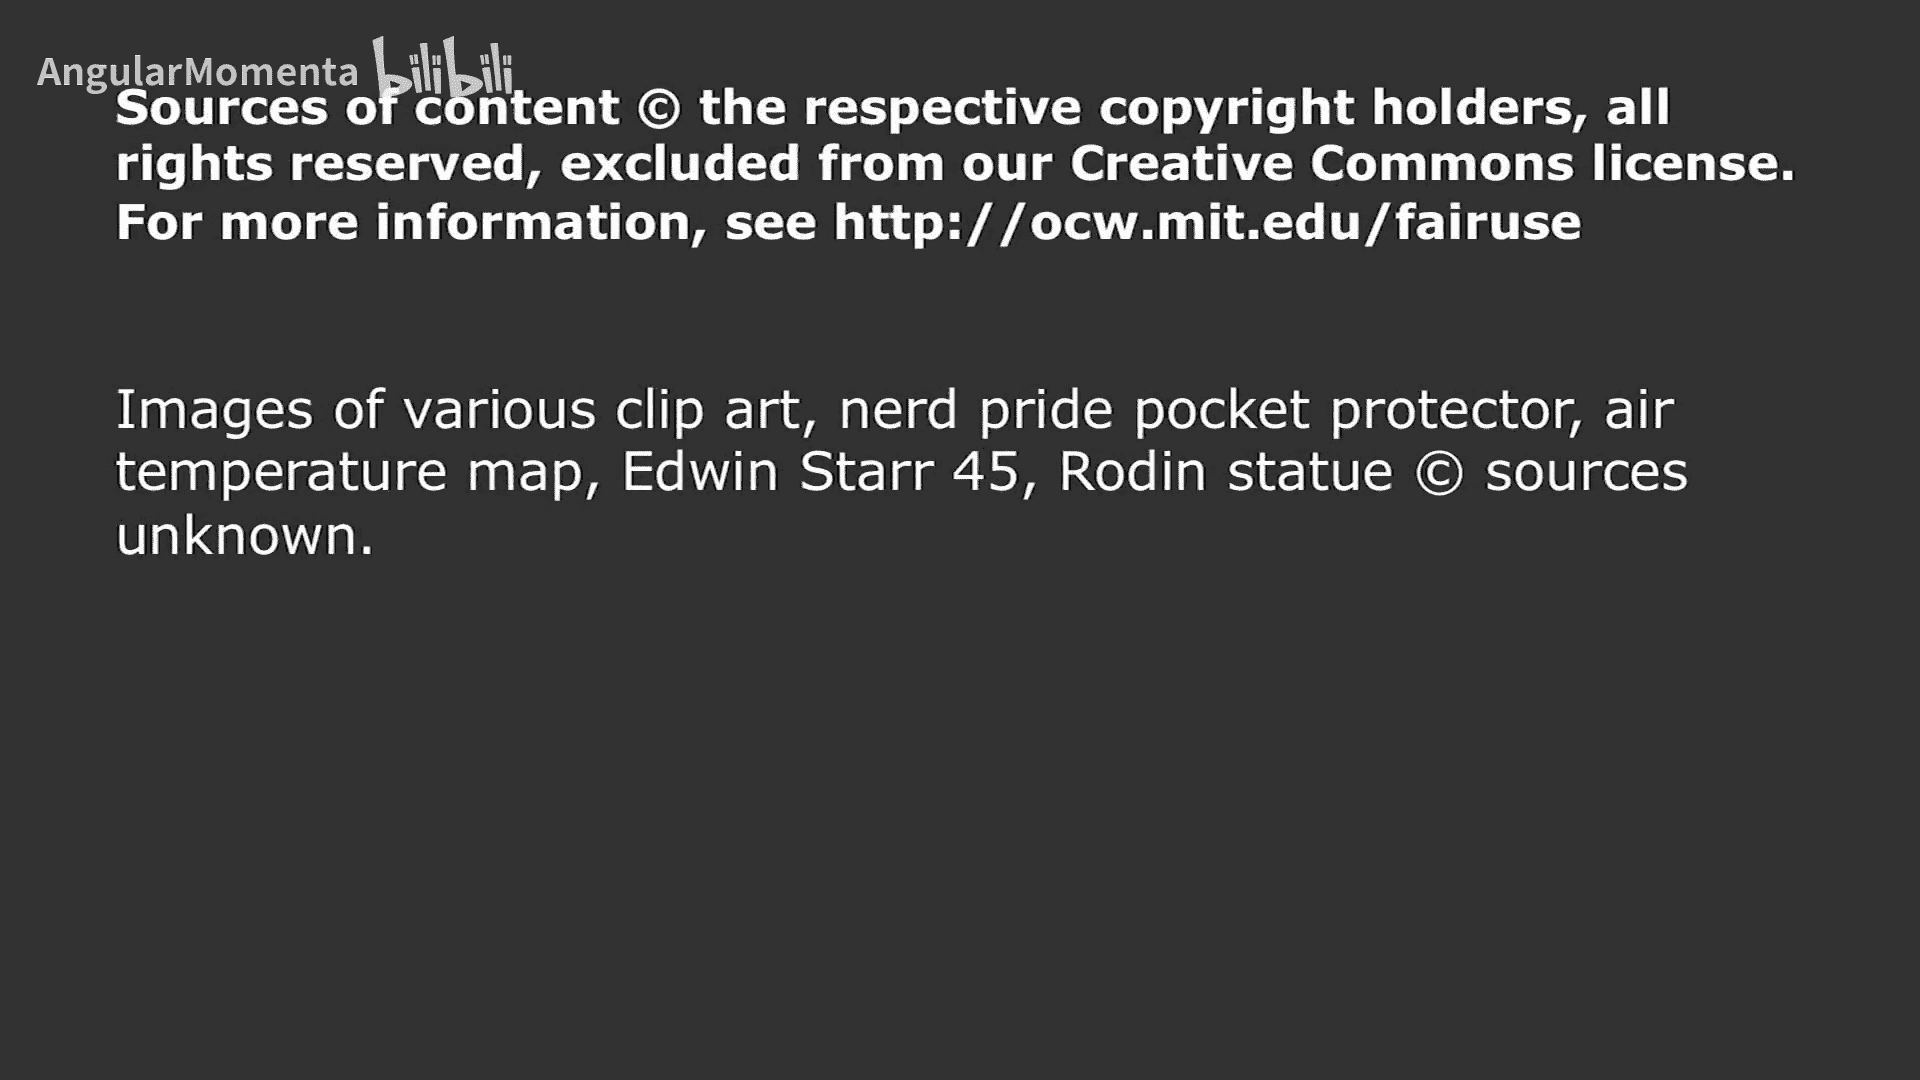 AngularMomenta bilibili
Sources of content © the respective copyright holders, all
rights reserved, excluded from our Creative Commons license.
For more information, see http://ocw.mit.edu/fairuse
Images of various clip art, nerd pride pocket protector, air
temperature map, Edwin Starr 45, Rodin statue © sources
unknown.